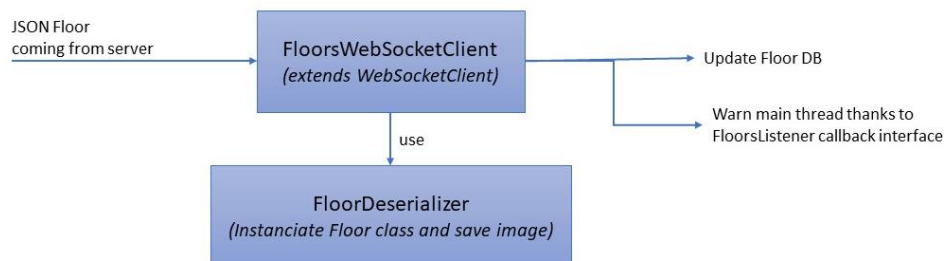 JSON Floor
coming from server
FloorsWebSocketClient
(extends WebSocketClient)
Update Floor DB
Warn main thread thanks to
FloorsListener callback interface
use
FloorDeserializer
(Instanciate Floor class and save image)